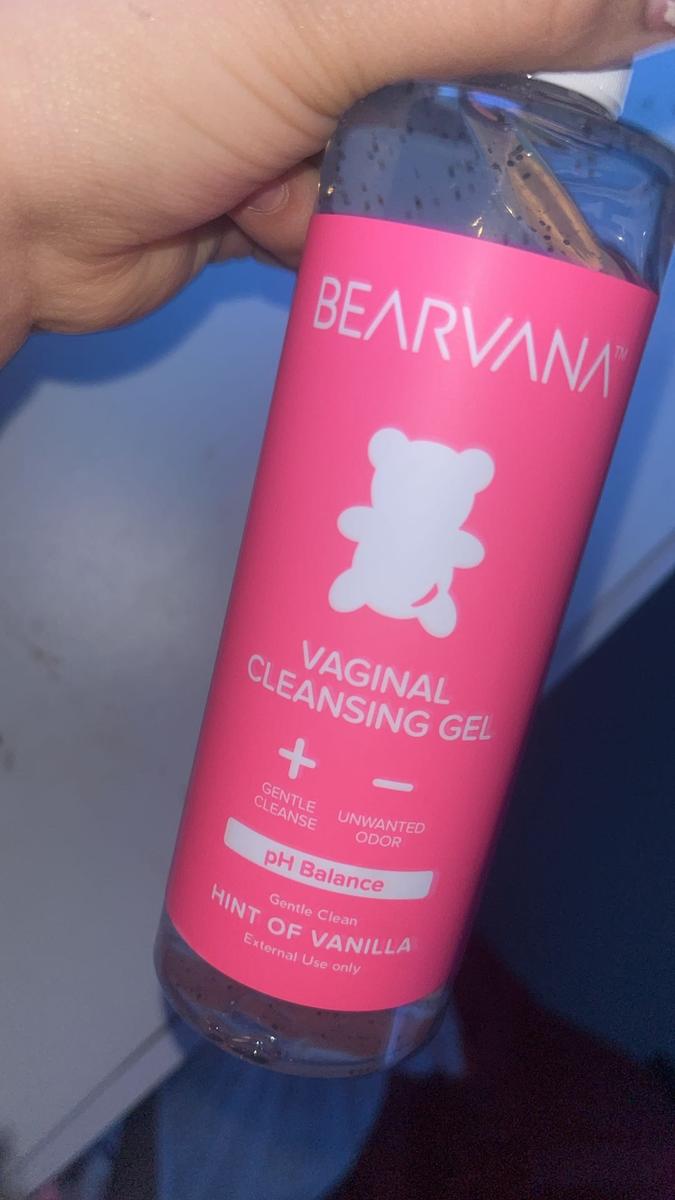 BEARVANA™
VAGINAL
CLEANSING GEL
+
−
GENTLE
CLEANSE
UNWANTED
ODOR
pH Balance
Gentle Clean
HINT OF VANILLA
External Use only